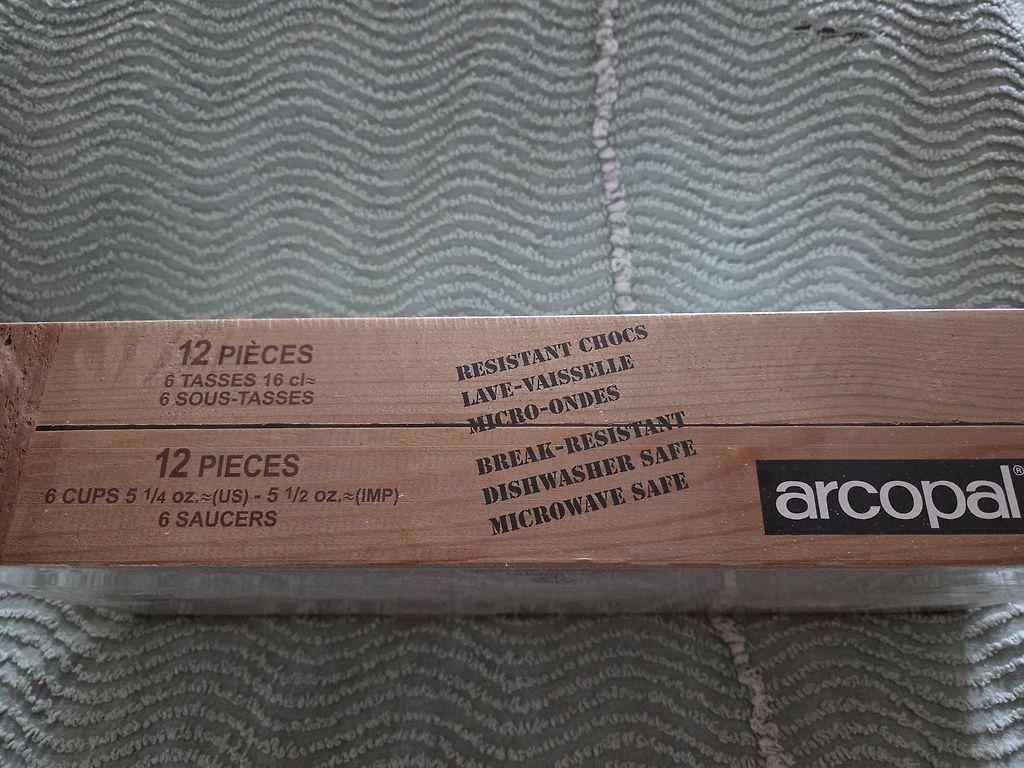 12 PIÈCES
6 TASSES 16 cl≈
6 SOUS-TASSES
RESISTANT CHOCS
LAVE-VAISSELLE
MICRO-ONDES
12 PIECES
6 CUPS 5 1/4 oz.≈(US) - 5 1/2 oz.≈(IMP)
6 SAUCERS
BREAK-RESISTANT
DISHWASHER SAFE
MICROWAVE SAFE
arcopal®